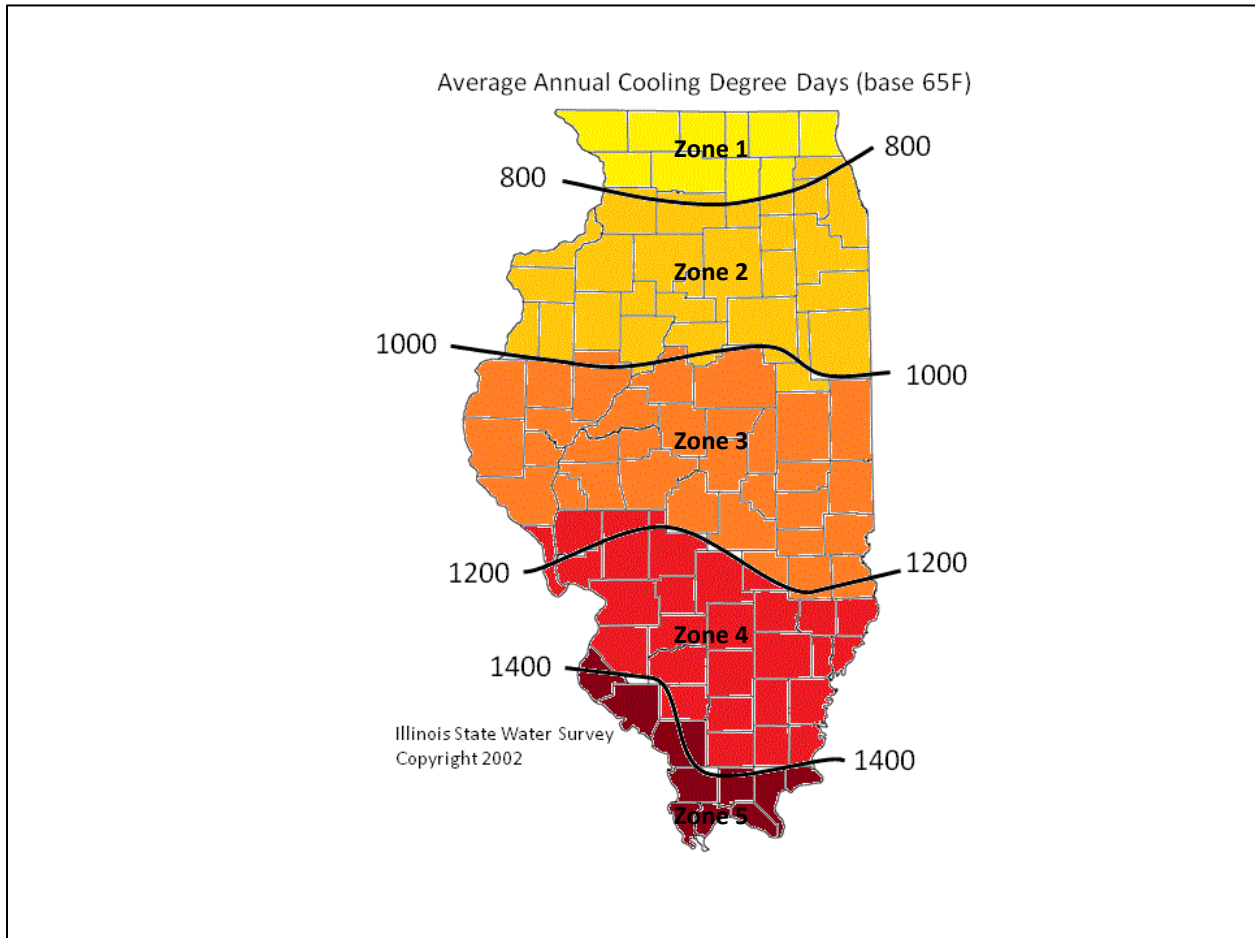 Average Annual Cooling Degree Days (base 65F)
Zone 1
800
800
Zone 2
1000
1000
Zone 3
1200
1200
Zone 4
1400
Illinois State Water Survey
Copyright 2002
1400
Zone 5